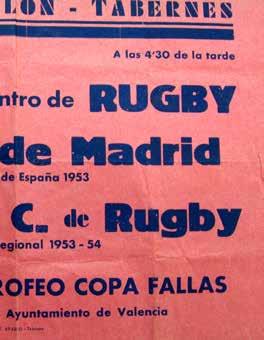 LON - TABERNES
A las 4'30 de la tarde
ntro de RUGBY
de Madrid
de España 1953
C. de Rugby
egional 1953 - 54
ROFEO COPA FALLAS
Ayuntamiento de Valencia